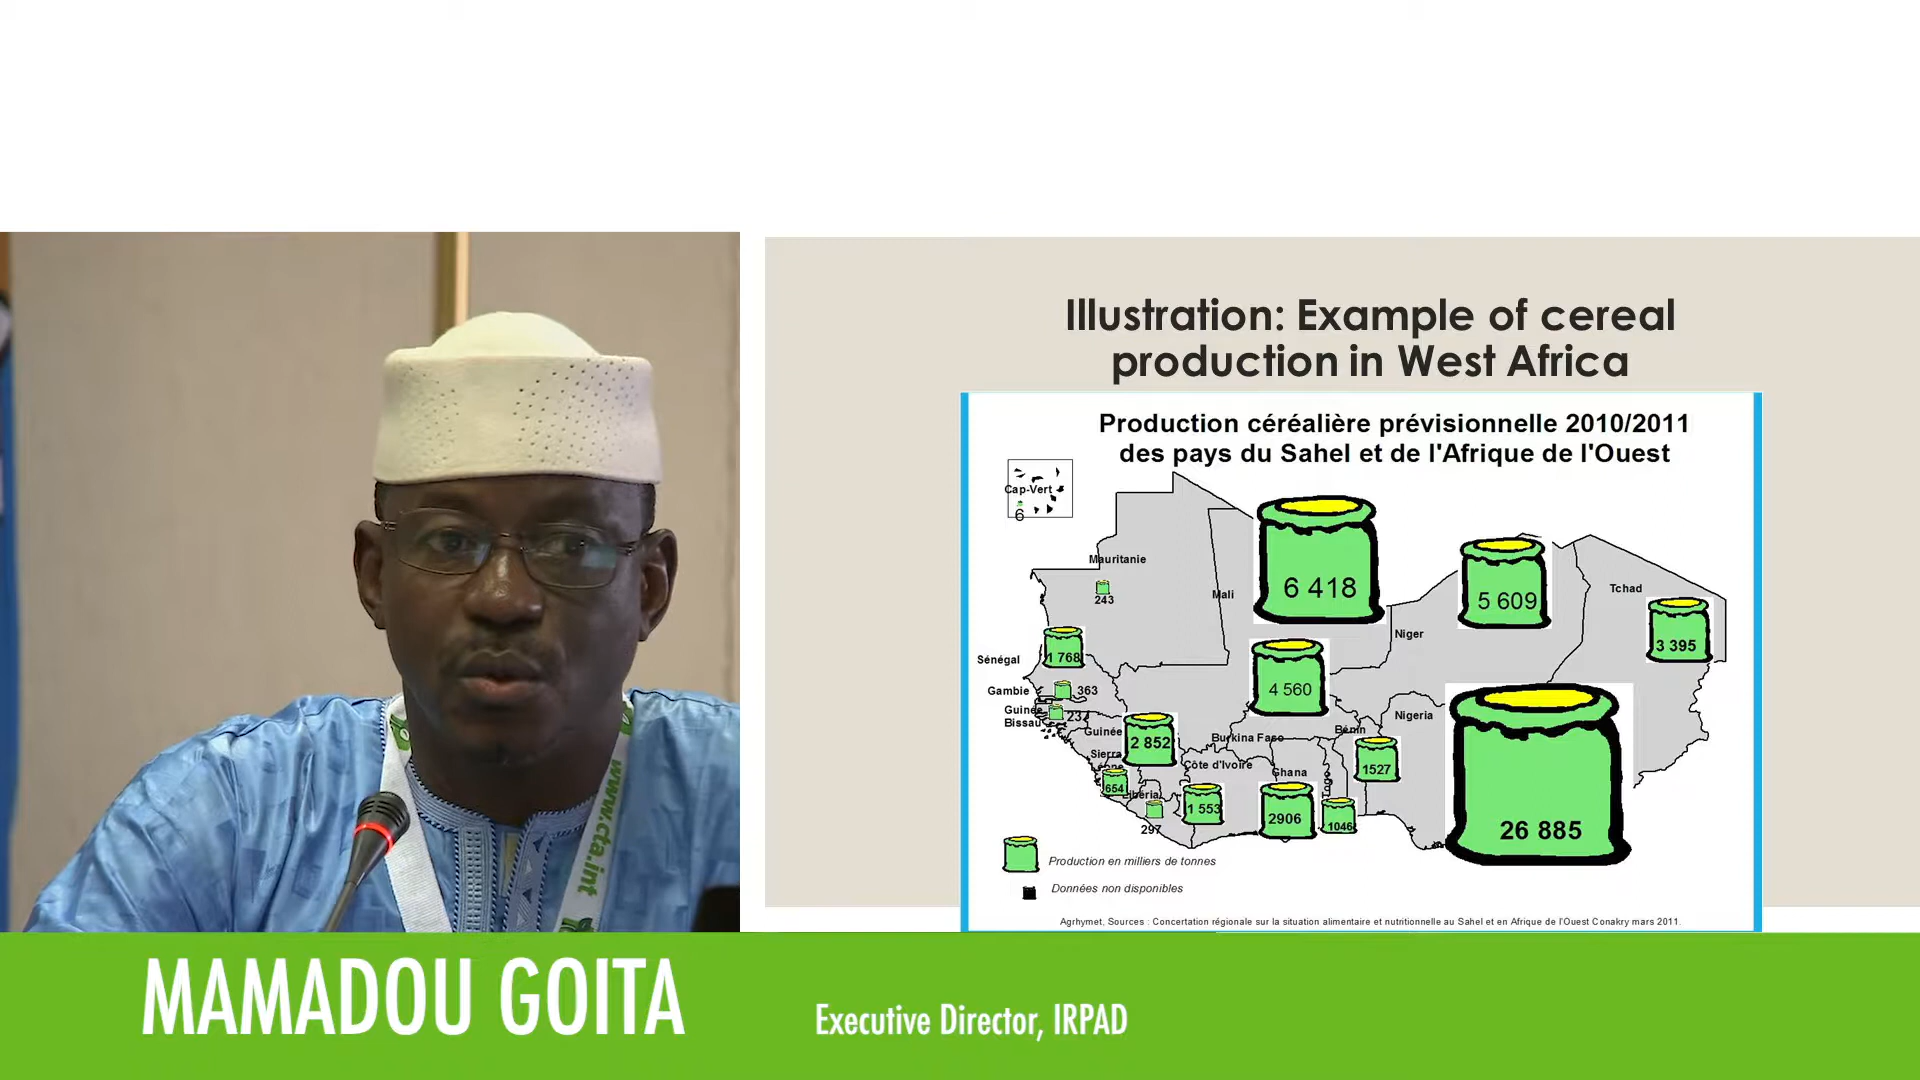 Illustration: Example of cereal
production in West Africa
Production céréalière prévisionnelle 2010/2011
des pays du Sahel et de l'Afrique de l'Ouest
Cap-Vert
6
Mauritanie
243
Mali
6 418
5 609
Tchad
3 395
Niger
Sénégal
1 768
4 560
Gambie
363
Guinée
Bissau
Guinée
2 852
Burkina Faso
Bénin
Nigeria
1527
Sierra
654
Libéria
297
Côte d'Ivoire
1 553
Ghana
2906
Togo
1046
26 885
Production en milliers de tonnes
Données non disponibles
Agrhymet, Sources : Concertation régionale sur la situation alimentaire et nutritionnelle au Sahel et en Afrique de l'Ouest Conakry mars 2011.
www.cta.int
MAMADOU GOITA
Executive Director, IRPAD